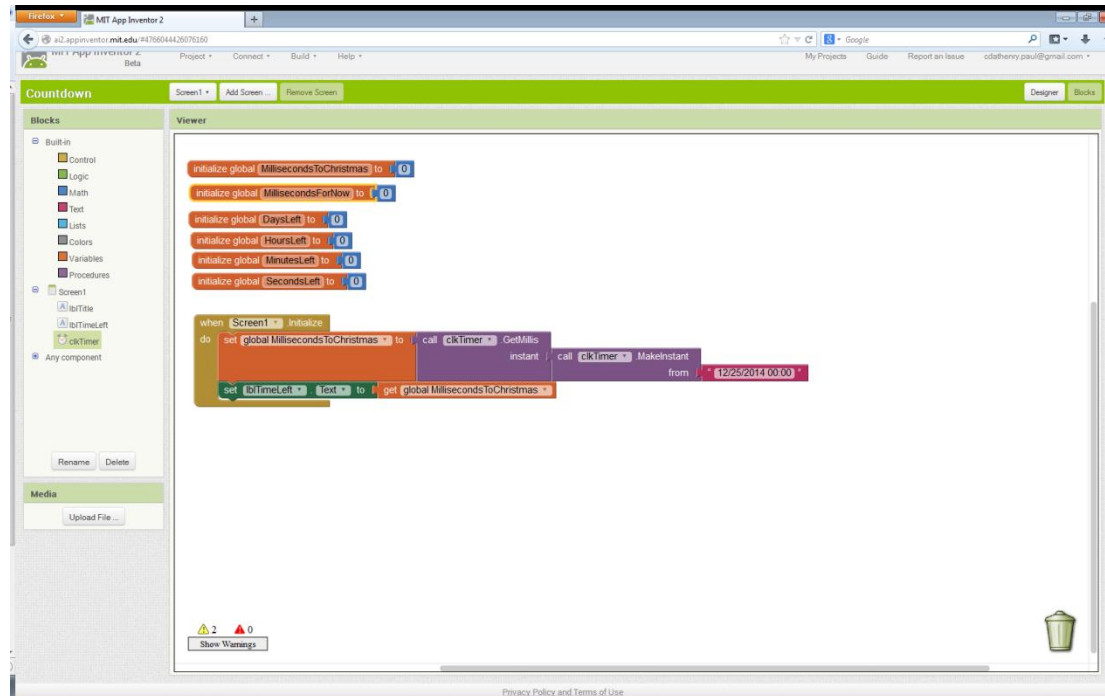 Firefox
MIT App Inventor 2
ai2.appinventor.mit.edu/#4766044426076160
Google
MIT App Inventor 2
Beta
Project Connect Build Help
My Projects Guide Report an Issue cdathenry.paul@gmail.com
Countdown
Screen1 Add Screen ... Remove Screen
Designer Blocks
Blocks
Viewer
Built-in
Control
Logic
Math
Text
Lists
Colors
Variables
Procedures
Screen1
lblTitle
lblTimeLeft
clkTimer
Any component
Rename Delete
Media
Upload File ...
initialize global MillisecondsToChristmas to 0
initialize global MillisecondsForNow to 0
initialize global DaysLeft to 0
initialize global HoursLeft to 0
initialize global MinutesLeft to 0
initialize global SecondsLeft to 0
when Screen1 .Initialize
do set global MillisecondsToChristmas to call clkTimer .GetMillis
instant call clkTimer .MakeInstant
from " 12/25/2014 00:00 "
set lblTimeLeft . Text to get global MillisecondsToChristmas
2 0
Show Warnings
Privacy Policy and Terms of Use